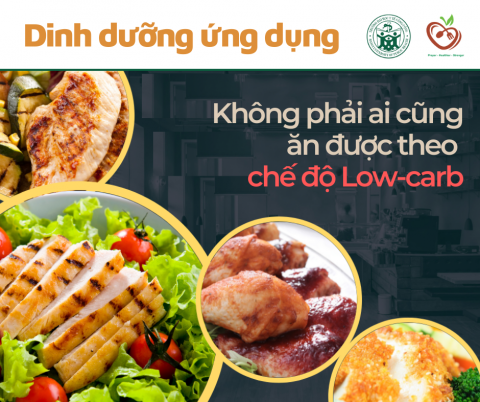 Dinh dưỡng ứng dụng
Không phải ai cũng
ăn được theo
chế độ Low-carb